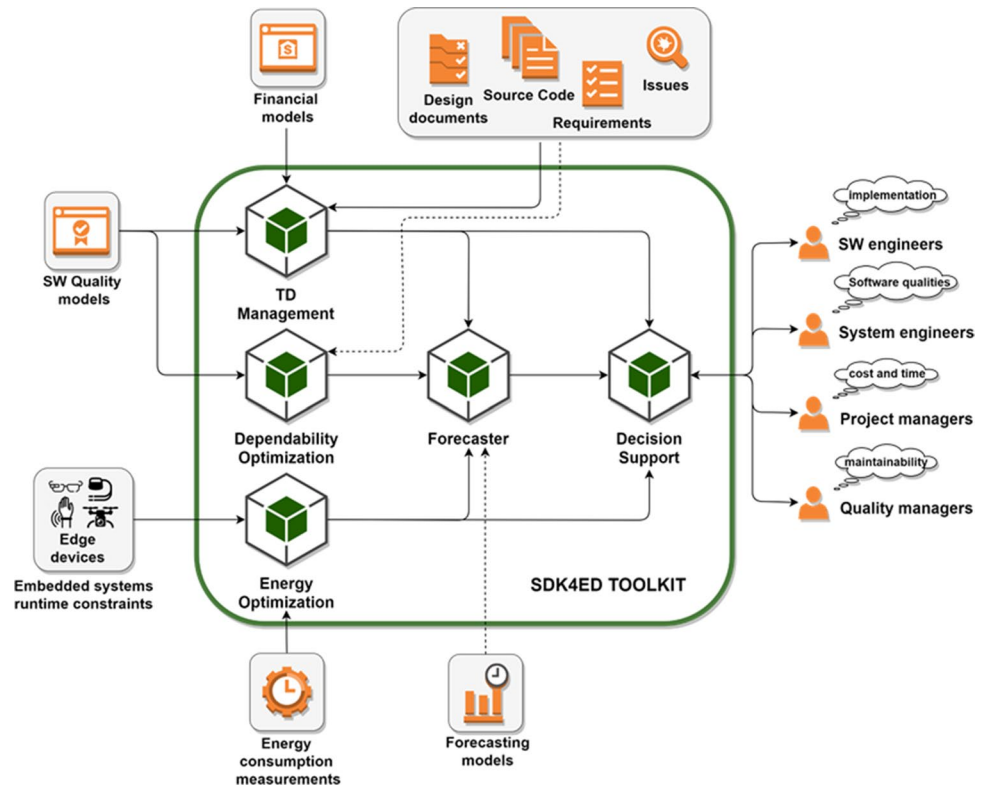 Financial
models
Design
documents
Source Code
Requirements
Issues
SW Quality
models
TD
Management
Dependability
Optimization
Forecaster
Decision
Support
Edge
devices
Embedded systems
runtime constraints
Energy
Optimization
SDK4ED TOOLKIT
Energy
consumption
measurements
Forecasting
models
implementation
SW engineers
Software qualities
System engineers
cost and time
Project managers
maintainability
Quality managers